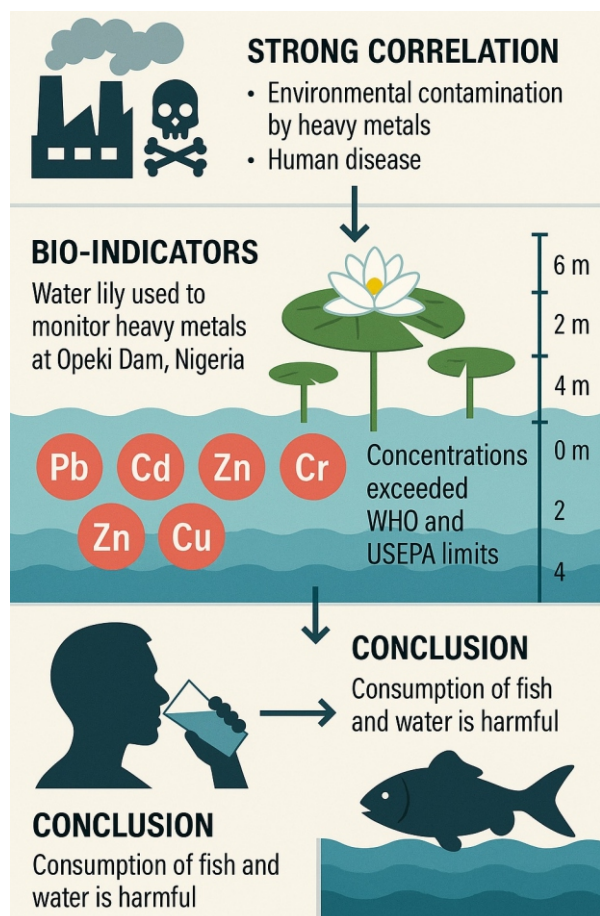 STRONG CORRELATION
• Environmental contamination
by heavy metals
• Human disease
BIO-INDICATORS
Water lily used to
monitor heavy metals
at Opeki Dam, Nigeria
6 m
2 m
4 m
0 m
2
4
Pb Cd Zn Cr
Zn Cu
Concentrations
exceeded
WHO and
USEPA limits
CONCLUSION
Consumption of fish
and water is harmful
CONCLUSION
Consumption of fish and
water is harmful